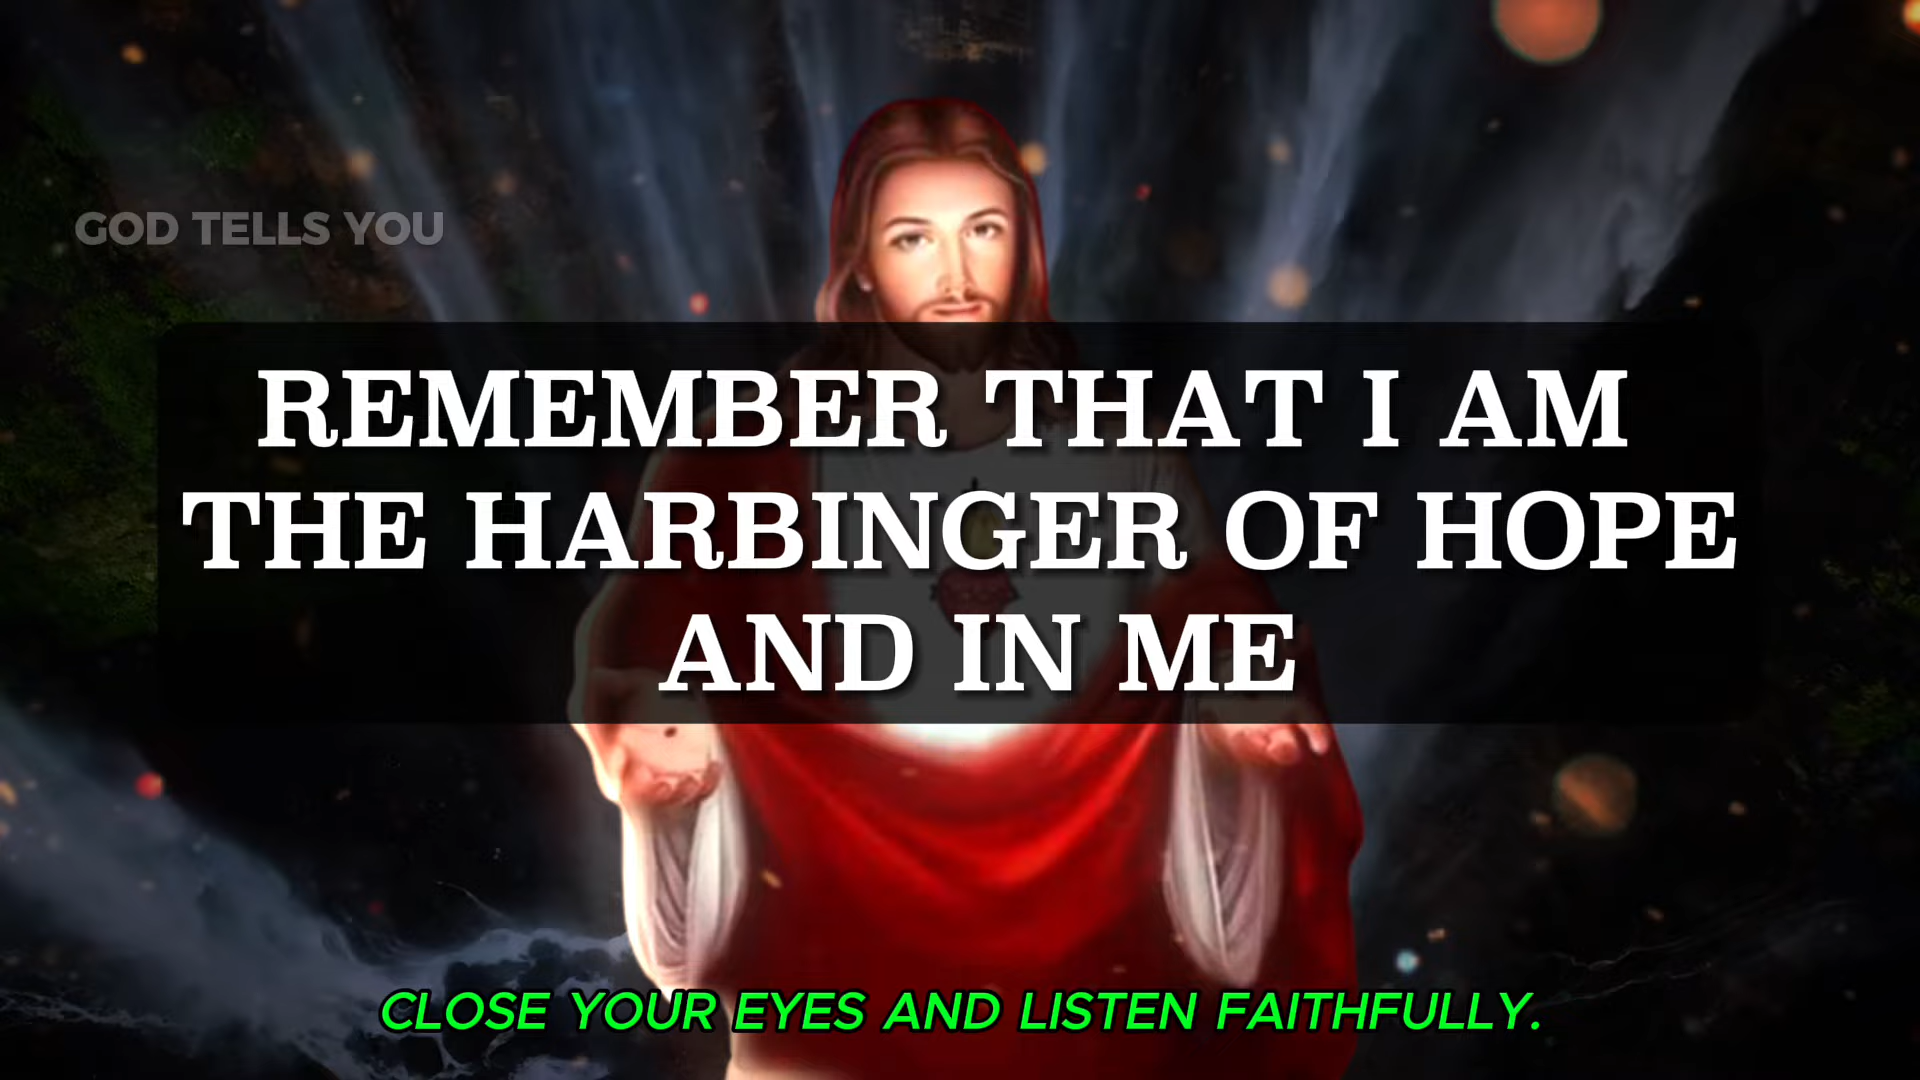 GOD TELLS YOU
REMEMBER THAT I AM
THE HARBINGER OF HOPE
AND IN ME
CLOSE YOUR EYES AND LISTEN FAITHFULLY.